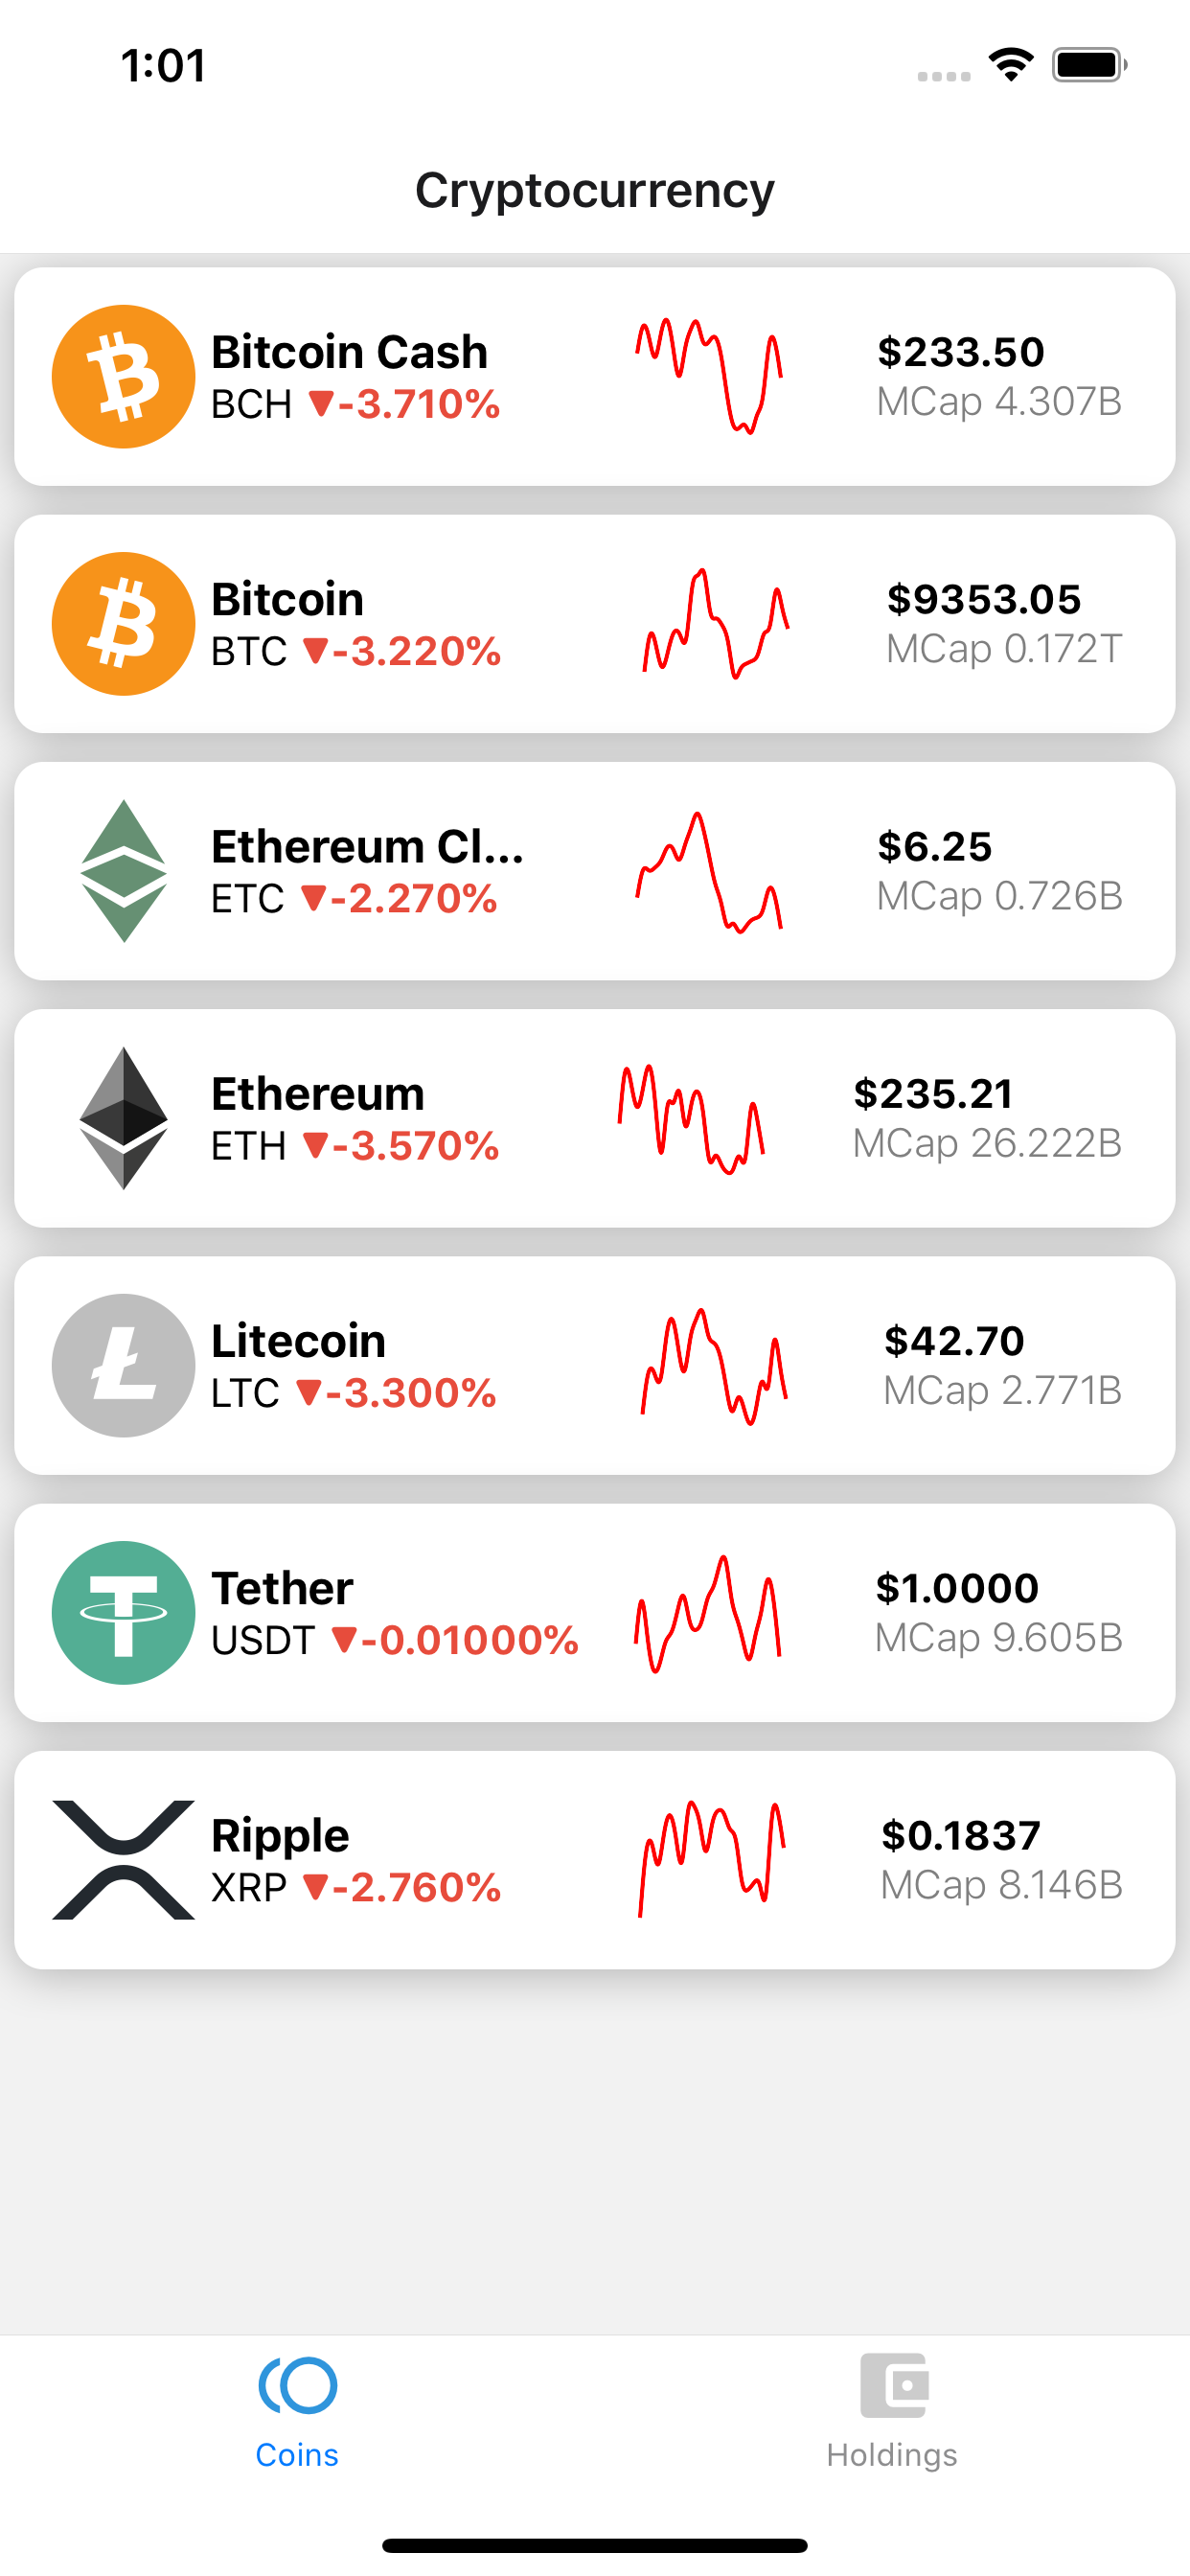 1:01
Cryptocurrency
Bitcoin Cash
BCH ▼-3.710%
$233.50
MCap 4.307B
Bitcoin
BTC ▼-3.220%
$9353.05
MCap 0.172T
Ethereum Cl...
ETC ▼-2.270%
$6.25
MCap 0.726B
Ethereum
ETH ▼-3.570%
$235.21
MCap 26.222B
Litecoin
LTC ▼-3.300%
$42.70
MCap 2.771B
Tether
USDT ▼-0.01000%
$1.0000
MCap 9.605B
Ripple
XRP ▼-2.760%
$0.1837
MCap 8.146B
Coins
Holdings